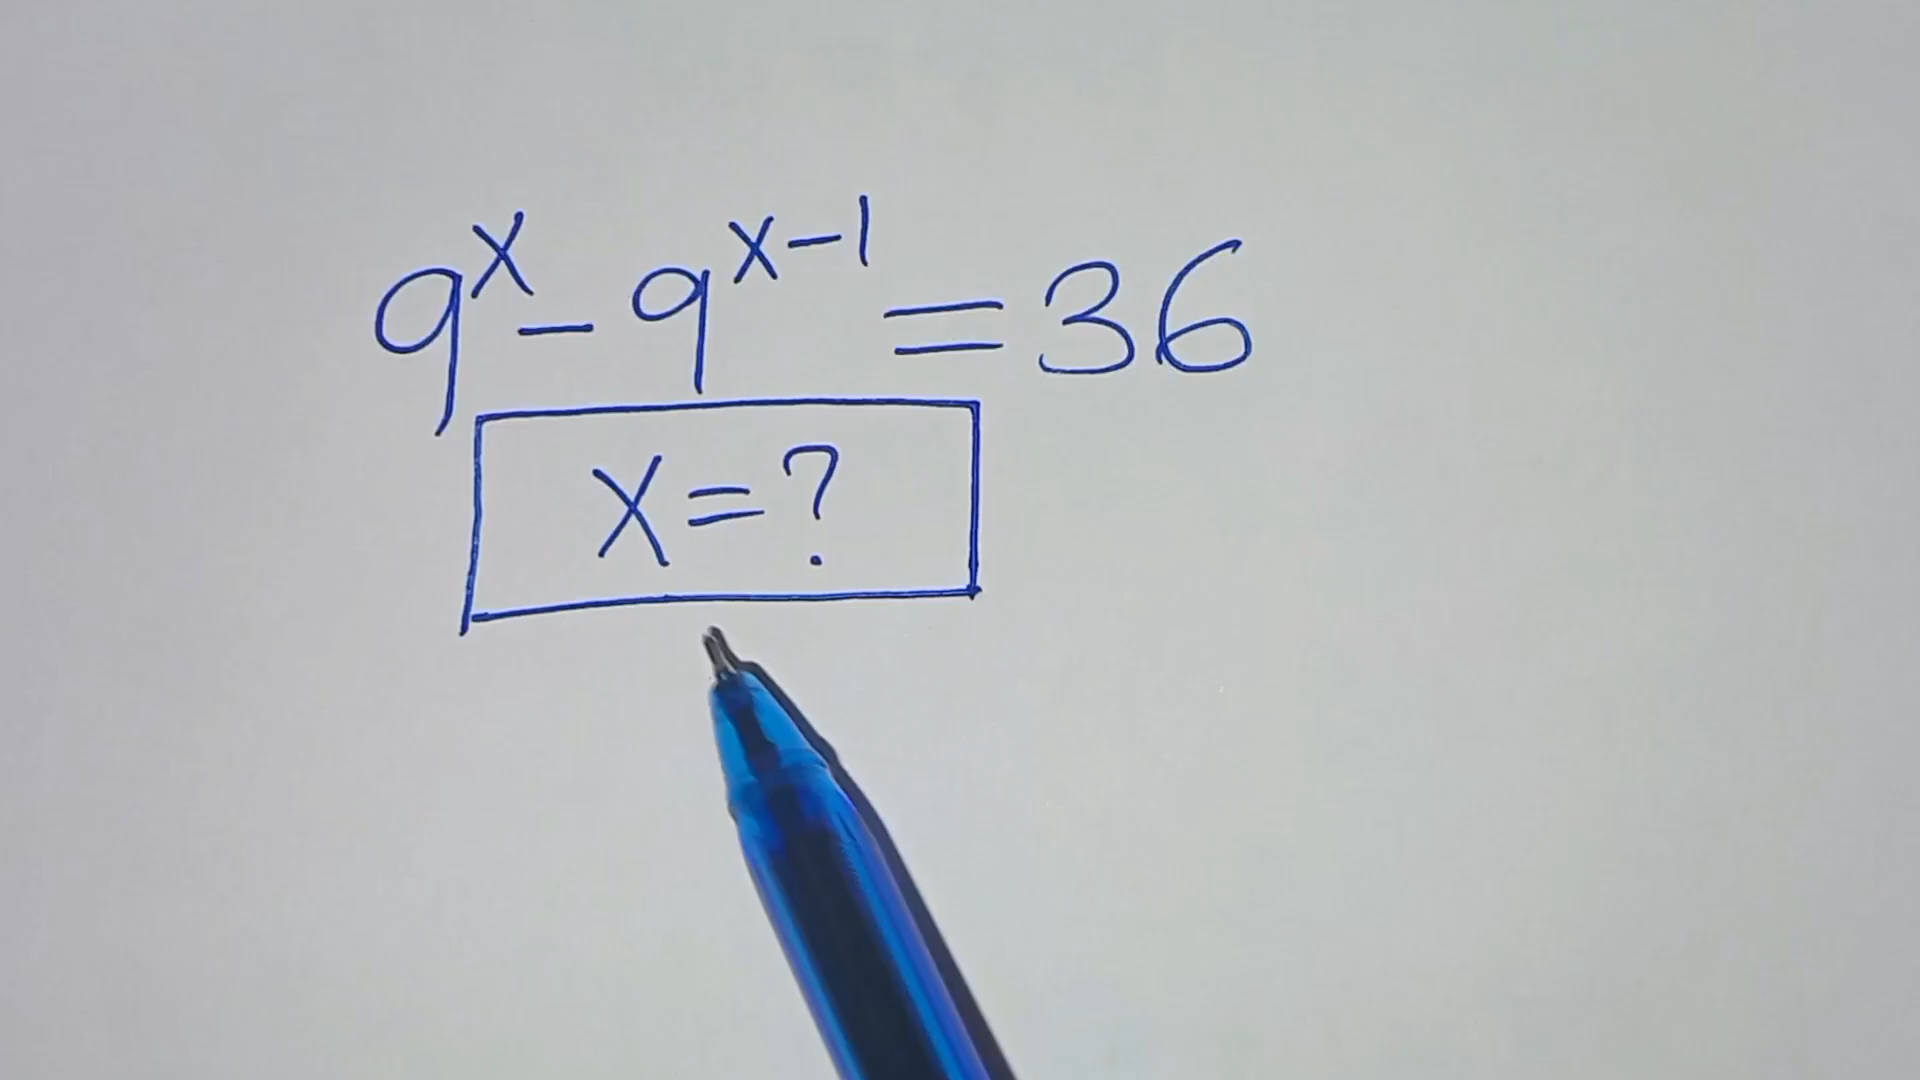 9^x - 9^{x-1} = 36
x = ?